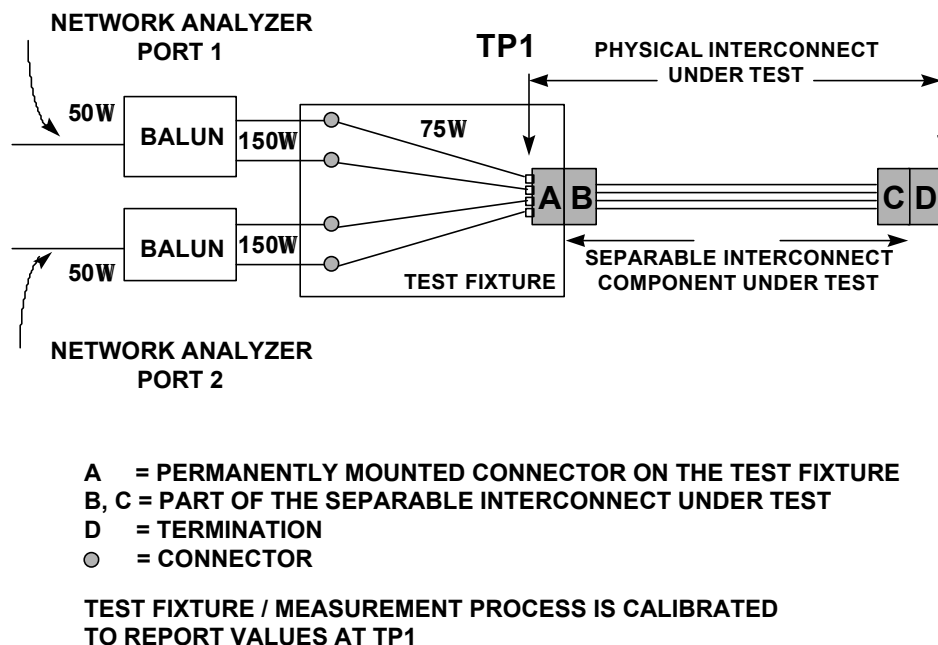 NETWORK ANALYZER
PORT 1
TP1
PHYSICAL INTERCONNECT
UNDER TEST
50W
BALUN
150W
75W
A B
C D
BALUN
150W
50W
TEST FIXTURE
SEPARABLE INTERCONNECT
COMPONENT UNDER TEST
NETWORK ANALYZER
PORT 2
A = PERMANENTLY MOUNTED CONNECTOR ON THE TEST FIXTURE
B, C = PART OF THE SEPARABLE INTERCONNECT UNDER TEST
D = TERMINATION
= CONNECTOR
TEST FIXTURE / MEASUREMENT PROCESS IS CALIBRATED
TO REPORT VALUES AT TP1